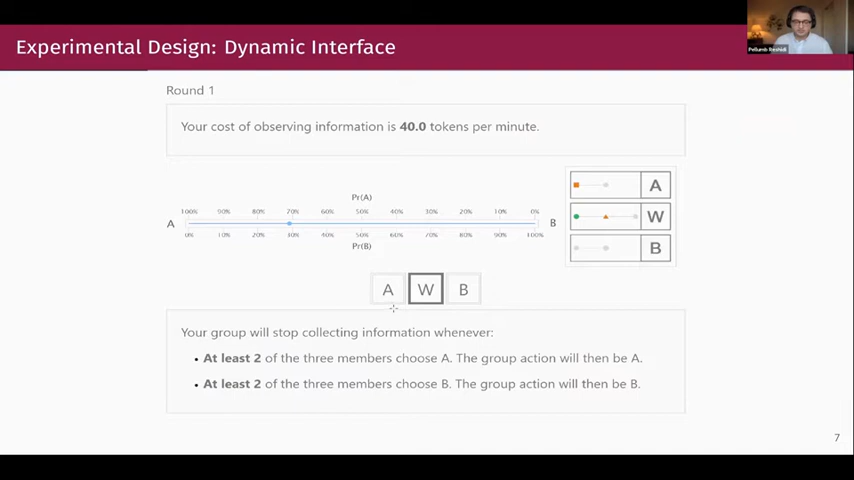 Experimental Design: Dynamic Interface
Pellumb Reshidi
Round 1
Your cost of observing information is 40.0 tokens per minute.
Pr(A)
100% 90% 80% 70% 60% 50% 40% 30% 20% 10% 0%
A B
0% 10% 20% 30% 40% 50% 60% 70% 80% 90% 100%
Pr(B)
A
W
B
A W B
Your group will stop collecting information whenever:
• At least 2 of the three members choose A. The group action will then be A.
• At least 2 of the three members choose B. The group action will then be B.
7